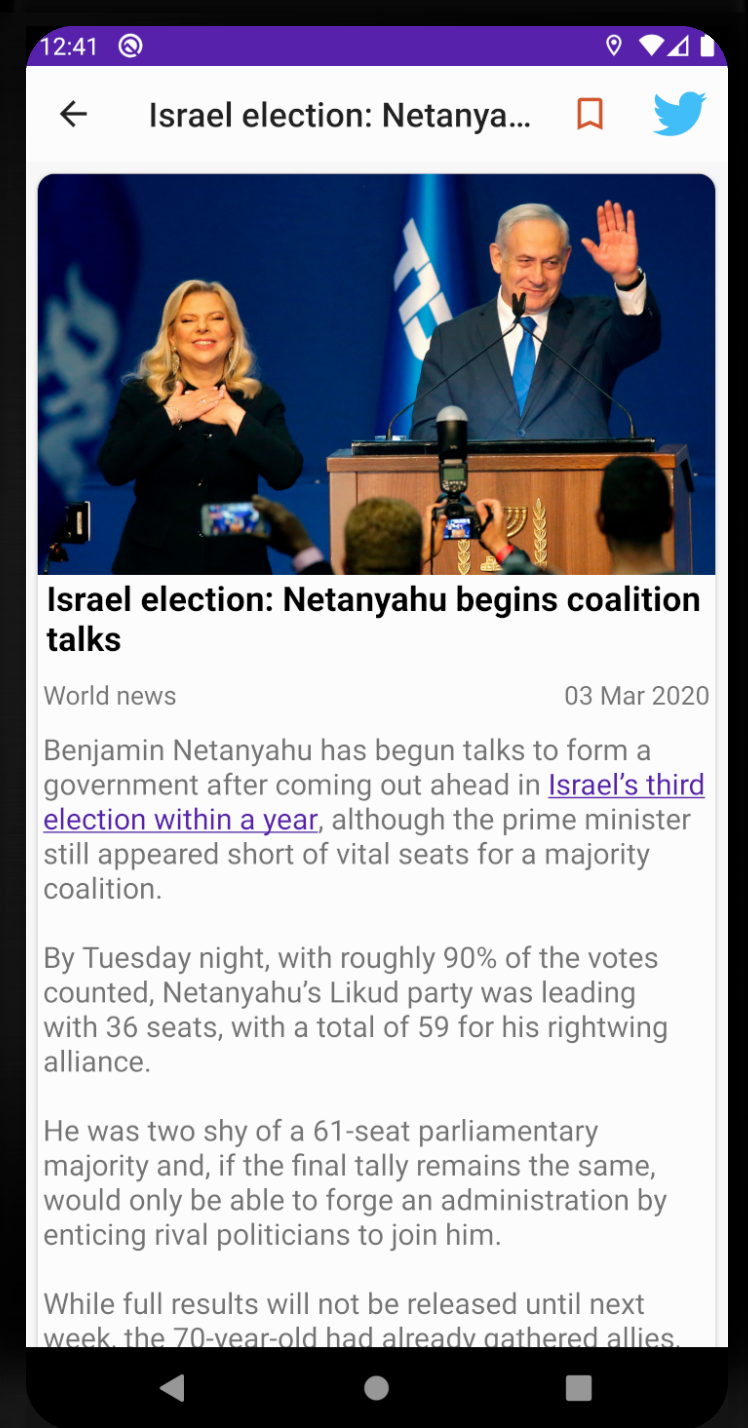 12:41
Israel election: Netanya...
Israel election: Netanyahu begins coalition
talks
World news
03 Mar 2020
Benjamin Netanyahu has begun talks to form a
government after coming out ahead in Israel’s third
election within a year, although the prime minister
still appeared short of vital seats for a majority
coalition.
By Tuesday night, with roughly 90% of the votes
counted, Netanyahu’s Likud party was leading
with 36 seats, with a total of 59 for his rightwing
alliance.
He was two shy of a 61-seat parliamentary
majority and, if the final tally remains the same,
would only be able to forge an administration by
enticing rival politicians to join him.
While full results will not be released until next
week, the 70-year-old had already gathered allies,